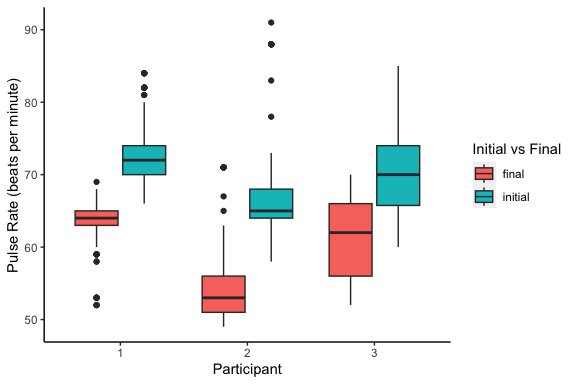 90
80
70
60
50
Pulse Rate (beats per minute)
1
2
3
Participant
Initial vs Final
final
initial